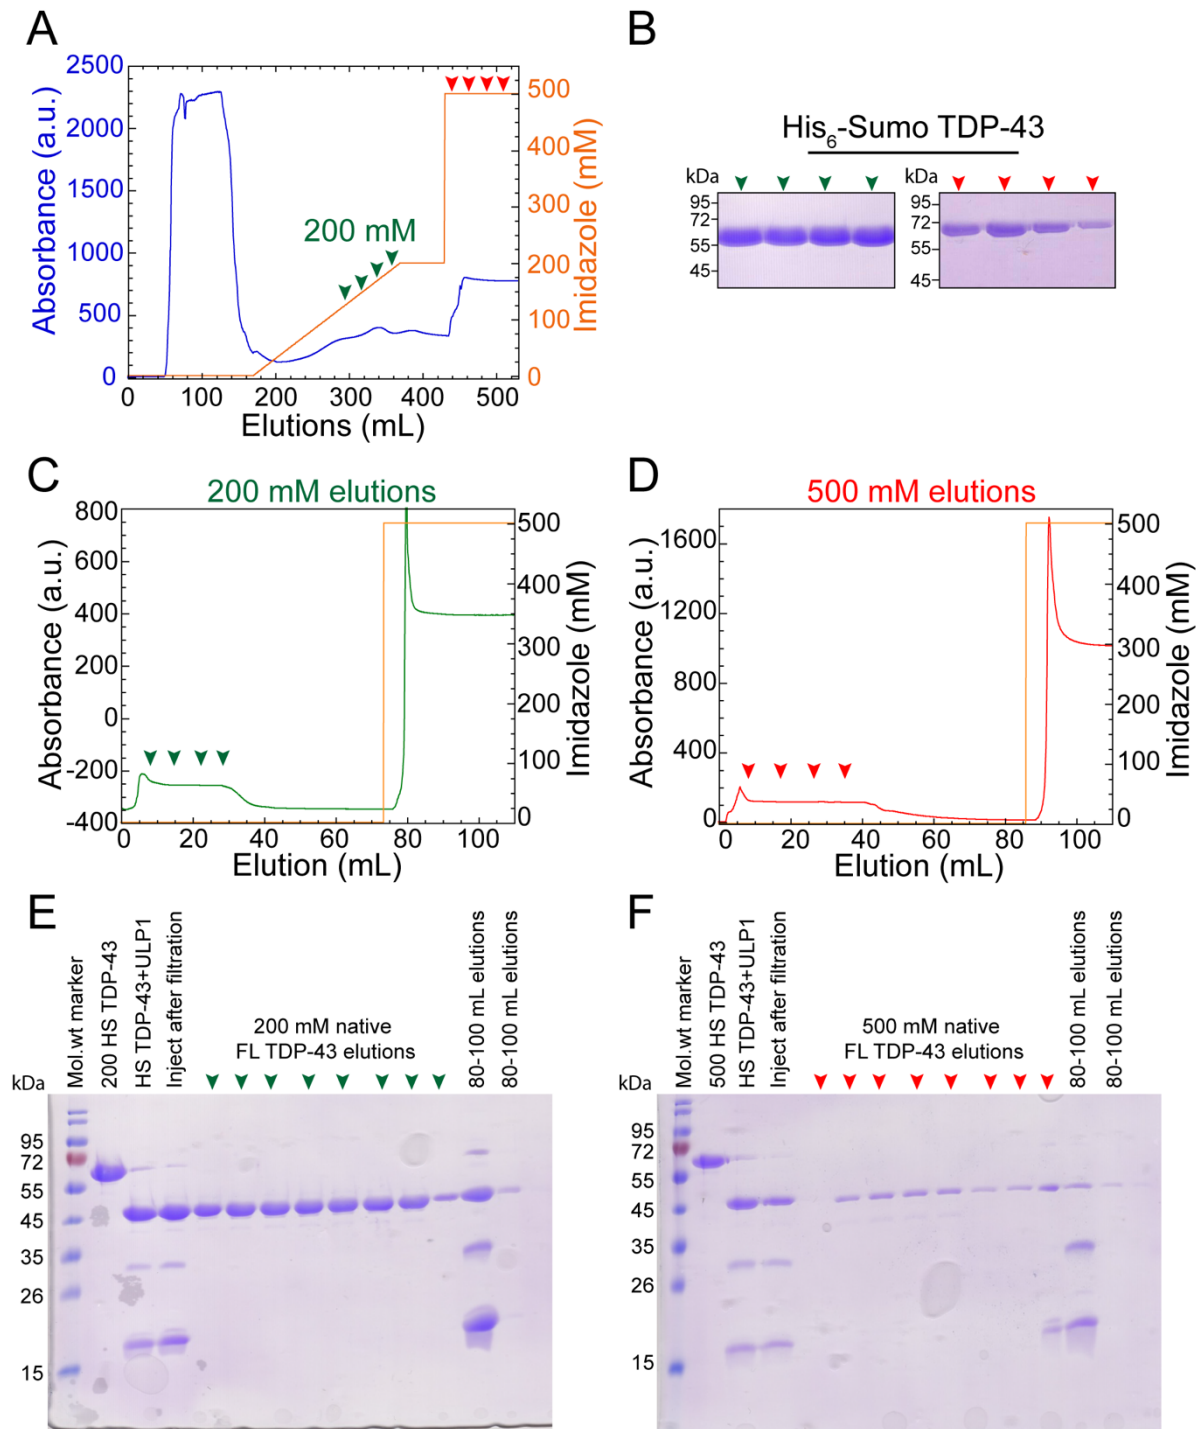 A
2500
2000
1500
1000
500
0
Absorbance (a.u.)
0
100
200
300
400
500
Elutions (mL)
500
400
300
200
100
0
Imidazole (mM)
200 mM
B
His6-Sumo TDP-43
kDa
95
72
55
45
kDa
95
72
55
45
C
200 mM elutions
800
600
400
200
0
-200
-400
Absorbance (a.u.)
0
20
40
60
80
100
Elution (mL)
500
400
300
200
100
0
Imidazole (mM)
D
500 mM elutions
1600
1200
800
400
0
Absorbance (a.u.)
0
20
40
60
80
100
Elution (mL)
500
400
300
200
100
0
Imidazole (mM)
E
Mol.wt marker
200 HS TDP-43
HS TDP-43+ULP1
Inject after filtration
200 mM native
FL TDP-43 elutions
80-100 mL elutions
80-100 mL elutions
kDa
95
72
55
45
35
26
15
F
Mol.wt marker
500 HS TDP-43
HS TDP-43+ULP1
Inject after filtration
500 mM native
FL TDP-43 elutions
80-100 mL elutions
80-100 mL elutions
kDa
95
72
55
45
35
26
15